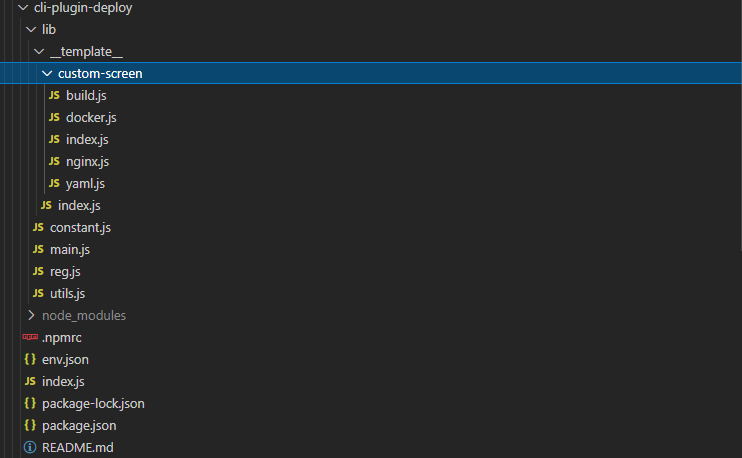 cli-plugin-deploy
lib
__template__
custom-screen
JS build.js
JS docker.js
JS index.js
JS nginx.js
JS yaml.js
JS index.js
JS constant.js
JS main.js
JS reg.js
JS utils.js
node_modules
npm .npmrc
{} env.json
JS index.js
{} package-lock.json
{} package.json
README.md